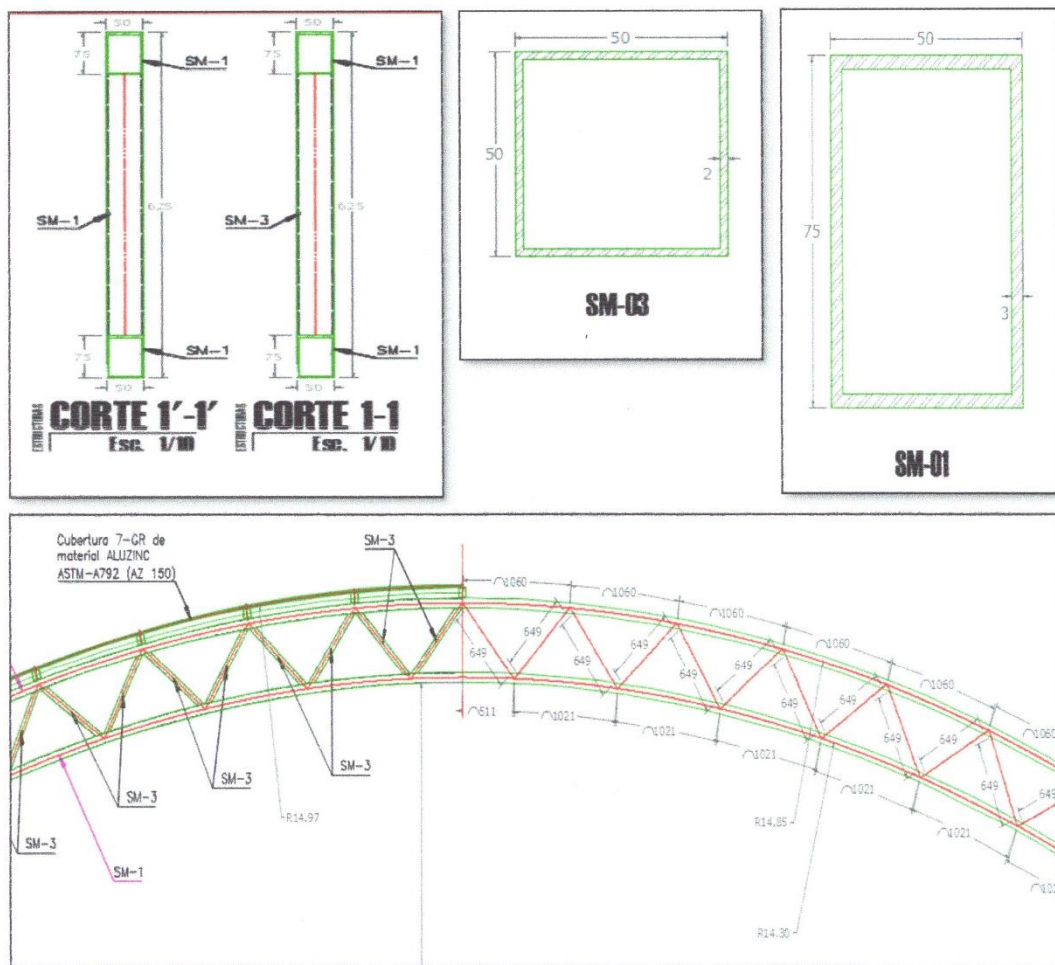 50
75
SM-1
SM-1
625
75
SM-1
50
ESTRUCTURAS
CORTE 1'-1'
Esc. 1/10
50
75
SM-1
SM-3
625
75
SM-1
50
ESTRUCTURAS
CORTE 1-1
Esc. 1/10
50
50
2
SM-03
50
75
3
SM-01
Cubertura 7-GR de
material ALUZINC
ASTM-A792 (AZ 150)
SM-3
⌒1060
⌒1060
⌒1060
⌒1060
⌒1060
⌒1060
649
649
649
649
649
649
649
649
649
649
649
649
⌒511
⌒1021
⌒1021
⌒1021
⌒1021
⌒1021
SM-3
SM-3
SM-3
SM-3
SM-1
R14.97
R14.85
R14.30